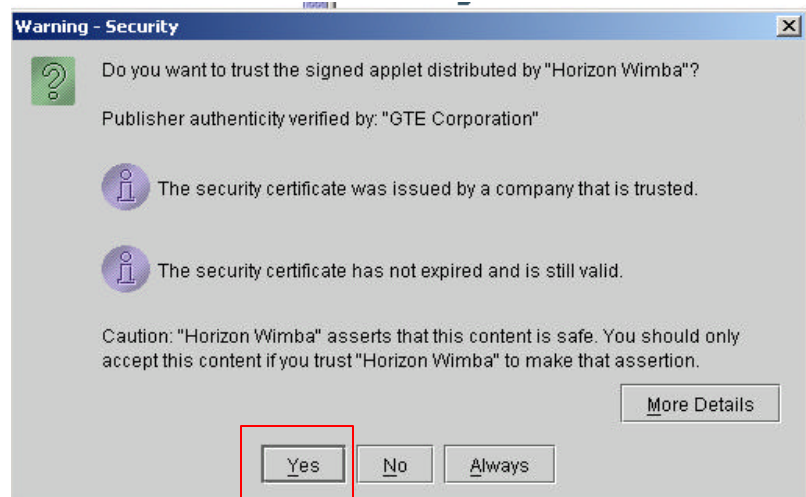 Warning - Security
Do you want to trust the signed applet distributed by "Horizon Wimba"?
Publisher authenticity verified by: "GTE Corporation"
The security certificate was issued by a company that is trusted.
The security certificate has not expired and is still valid.
Caution: "Horizon Wimba" asserts that this content is safe. You should only
accept this content if you trust "Horizon Wimba" to make that assertion.
More Details
Yes No Always